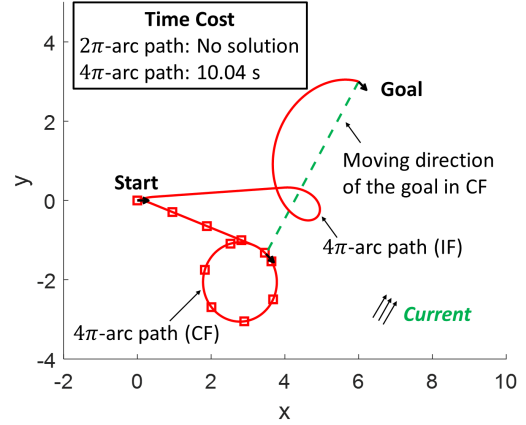 Time Cost
2π-arc path: No solution
4π-arc path: 10.04 s
Goal
Start
Moving direction
of the goal in CF
4π-arc path (IF)
4π-arc path (CF)
Current
4
2
0
-2
-4
y
-2 0 2 4 6 8 10
x